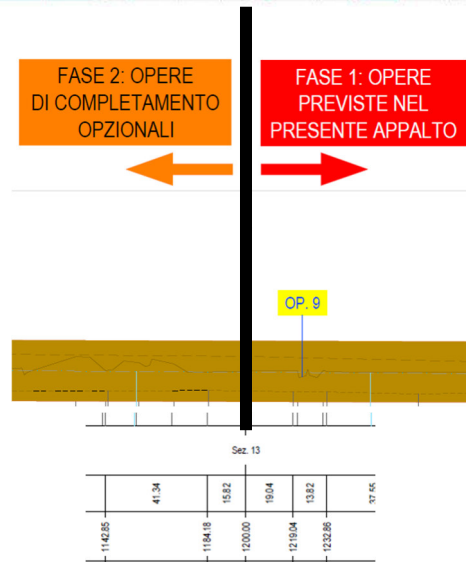 FASE 2: OPERE
DI COMPLETAMENTO
OPZIONALI
FASE 1: OPERE
PREVISTE NEL
PRESENTE APPALTO
OP. 9
Sez. 13
41.34
15.82
19.04
13.82
37.55
1142.85
1184.18
1200.00
1219.04
1232.86